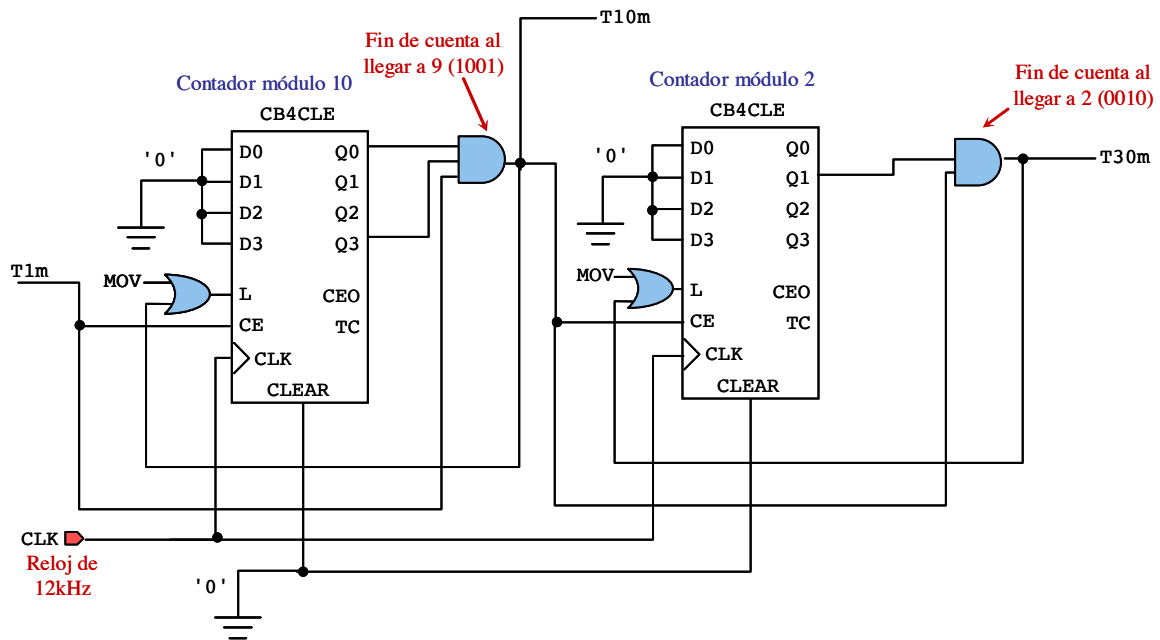 T10m
Fin de cuenta al
llegar a 9 (1001)
Contador módulo 10
CB4CLE
'0'
D0
D1
D2
D3
Q0
Q1
Q2
Q3
T1m
MOV
L
CEO
CE
TC
CLK
CLEAR
Contador módulo 2
CB4CLE
Fin de cuenta al
llegar a 2 (0010)
'0'
D0
D1
D2
D3
Q0
Q1
Q2
Q3
T30m
MOV
L
CEO
CE
TC
CLK
CLEAR
CLK
Reloj de
12kHz
'0'